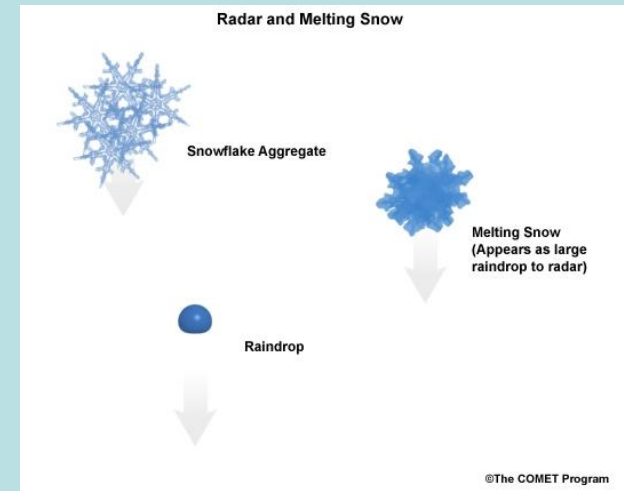 Radar and Melting Snow
Snowflake Aggregate
Melting Snow
(Appears as large
raindrop to radar)
Raindrop
©The COMET Program